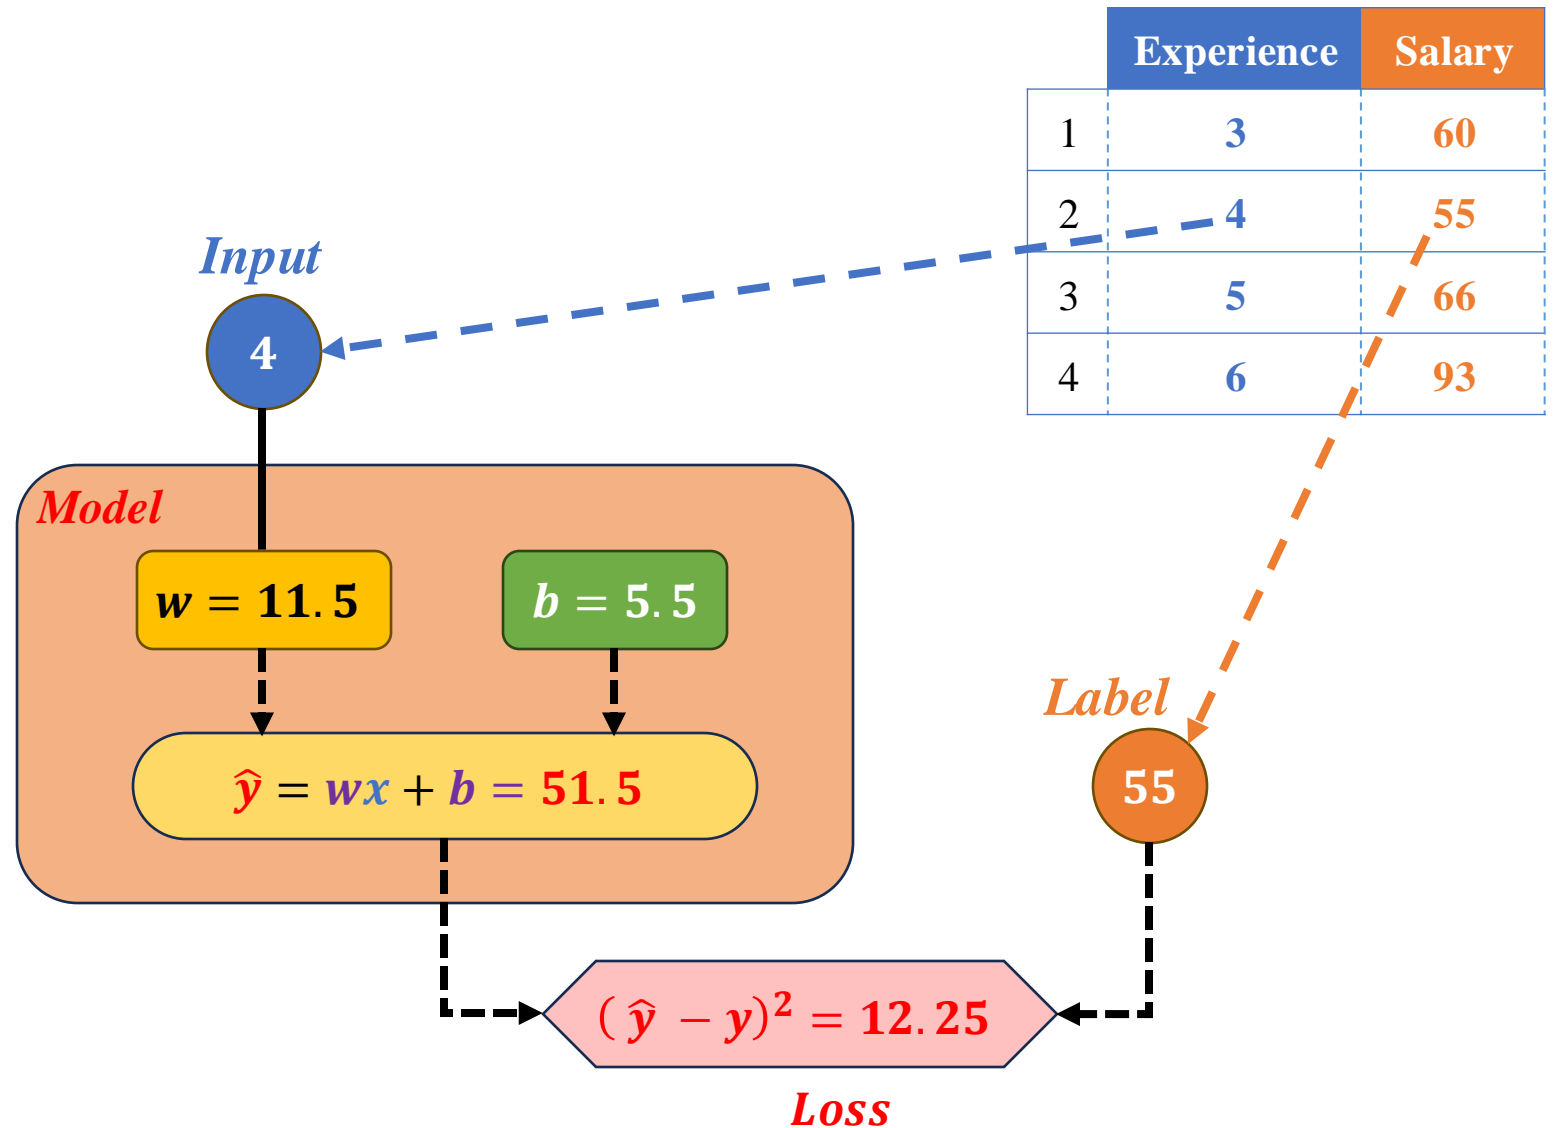 Experience Salary
1 3 60
2 4 55
3 5 66
4 6 93
Input
4
Model
w = 11.5
b = 5.5
ŷ = wx + b = 51.5
Label
55
( ŷ − y)² = 12.25
Loss